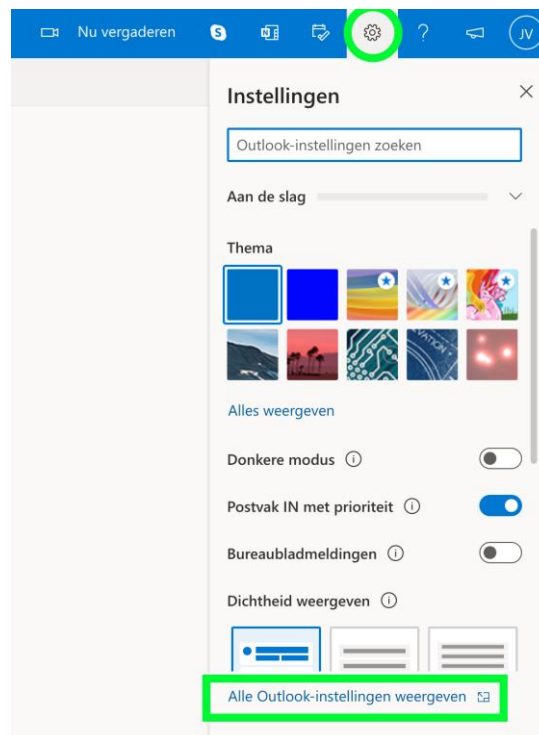 Nu vergaderen
JV
Instellingen
Outlook-instellingen zoeken
Aan de slag
Thema
Alles weergeven
Donkere modus
Postvak IN met prioriteit
Bureaubladmeldingen
Dichtheid weergeven
Alle Outlook-instellingen weergeven